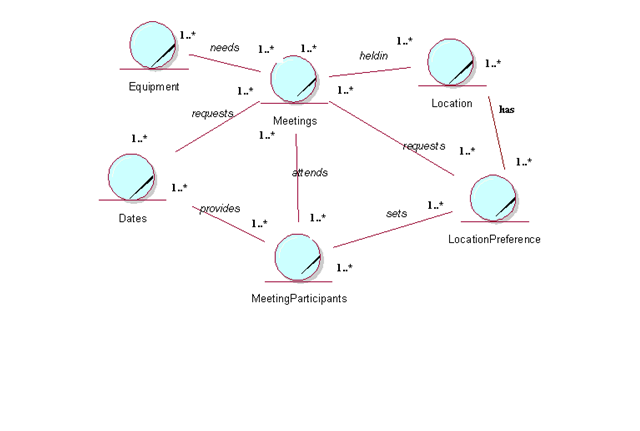 1..*
needs
1..*
1..*
heldin
1..*
1..*
Equipment
Meetings
Location
1..*
1..*
requests
has
1..*
1..*
requests
1..*
1..*
attends
1..*
provides
1..*
1..*
sets
1..*
Dates
LocationPreference
1..*
MeetingParticipants